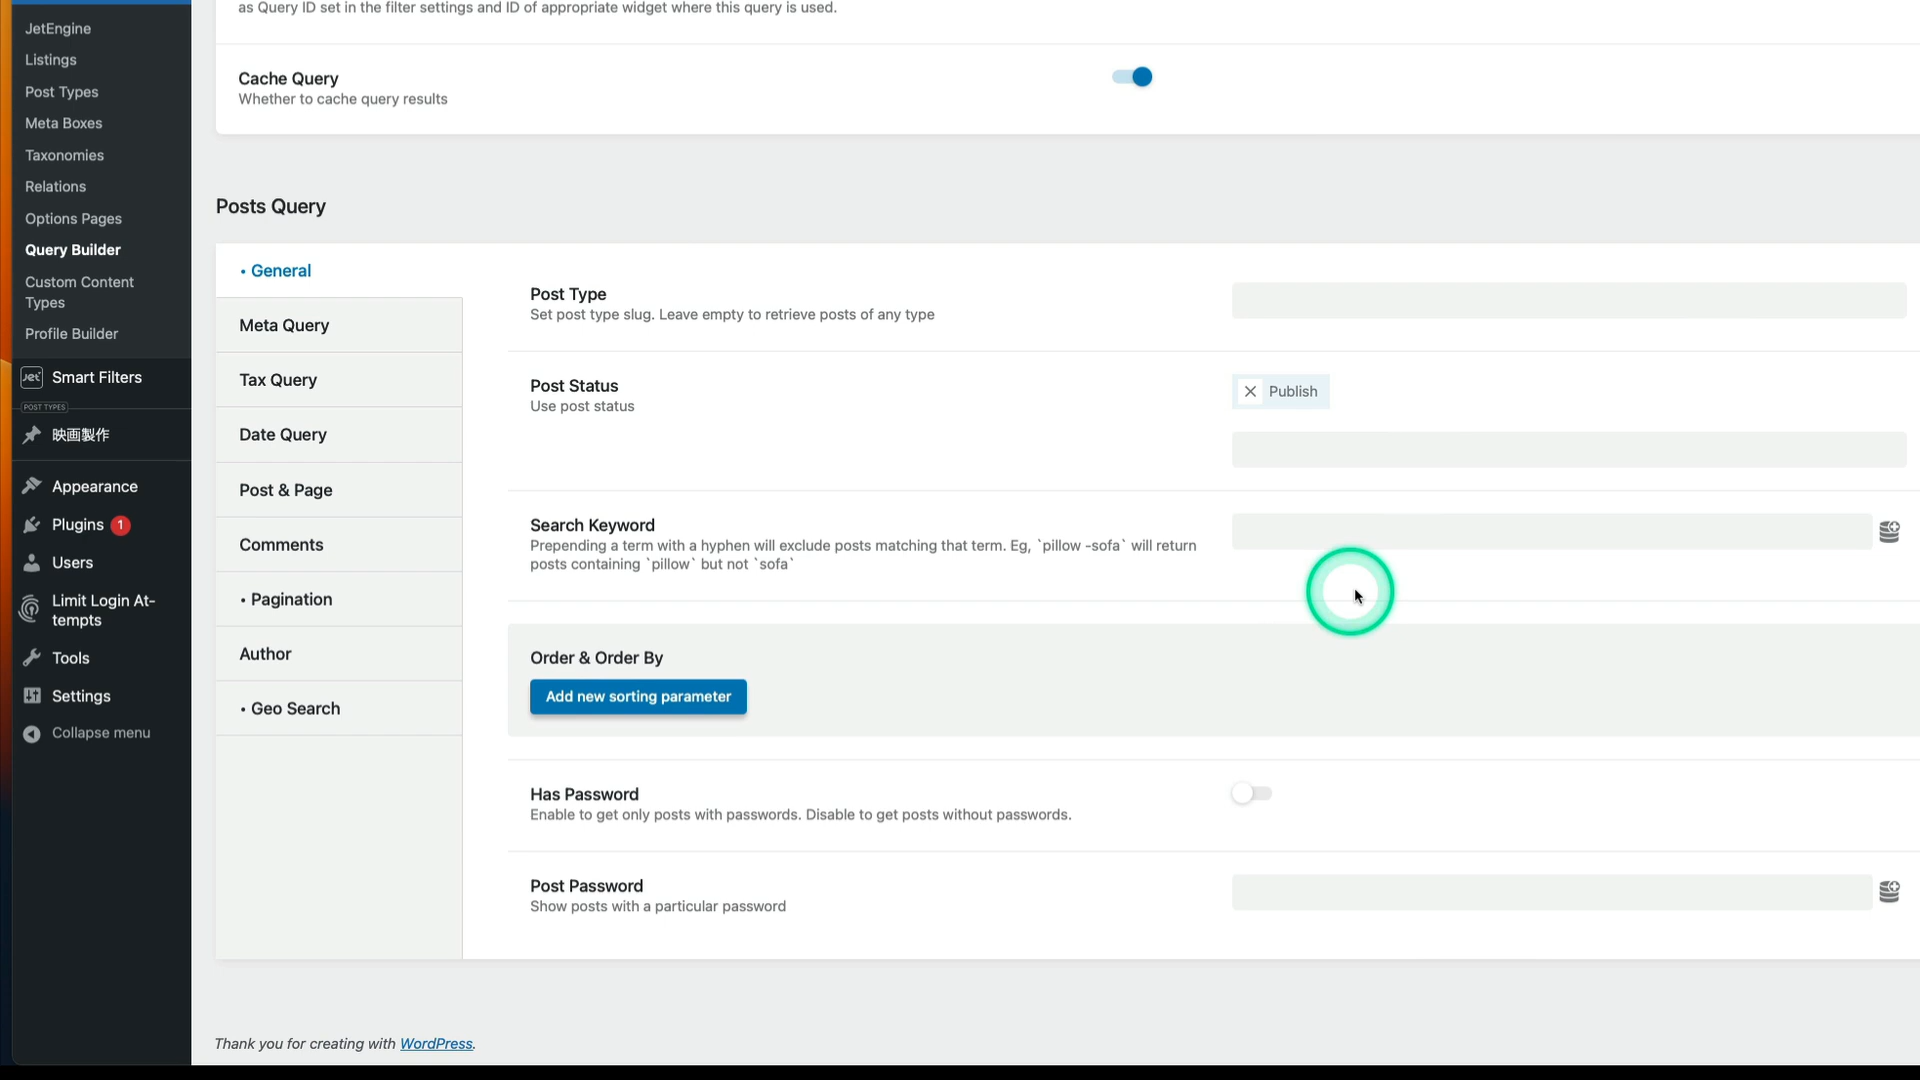 as Query ID set in the filter settings and ID of appropriate widget where this query is used.
JetEngine
Listings
Post Types
Meta Boxes
Taxonomies
Relations
Options Pages
Query Builder
Custom Content
Types
Profile Builder
Jet Smart Filters
POST TYPES
映画製作
Appearance
Plugins 1
Users
Limit Login At-
tempts
Tools
Settings
Collapse menu
Cache Query
Whether to cache query results
Posts Query
• General
Meta Query
Tax Query
Date Query
Post & Page
Comments
• Pagination
Author
• Geo Search
Post Type
Set post type slug. Leave empty to retrieve posts of any type
Post Status
Use post status
× Publish
Search Keyword
Prepending a term with a hyphen will exclude posts matching that term. Eg, `pillow -sofa` will return
posts containing `pillow` but not `sofa`
Order & Order By
Add new sorting parameter
Has Password
Enable to get only posts with passwords. Disable to get posts without passwords.
Post Password
Show posts with a particular password
Thank you for creating with WordPress.